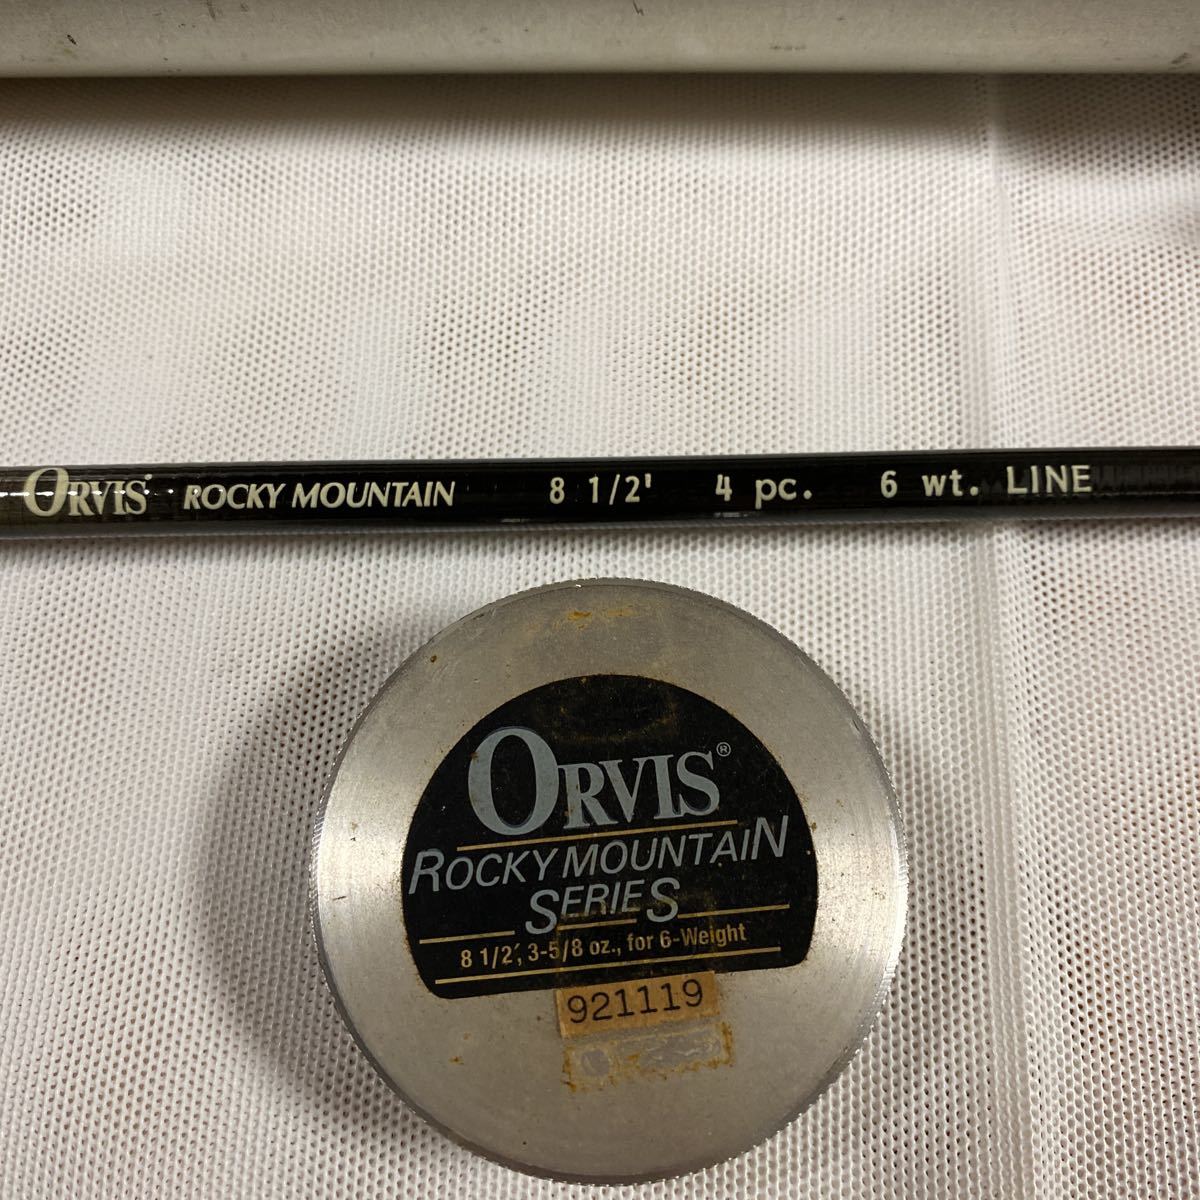 ORVIS ROCKY MOUNTAIN 8 1/2' 4 pc. 6 wt. LINE
ORVIS®
ROCKY MOUNTAIN
SERIES
8 1/2', 3-5/8 oz., for 6-Weight
921119